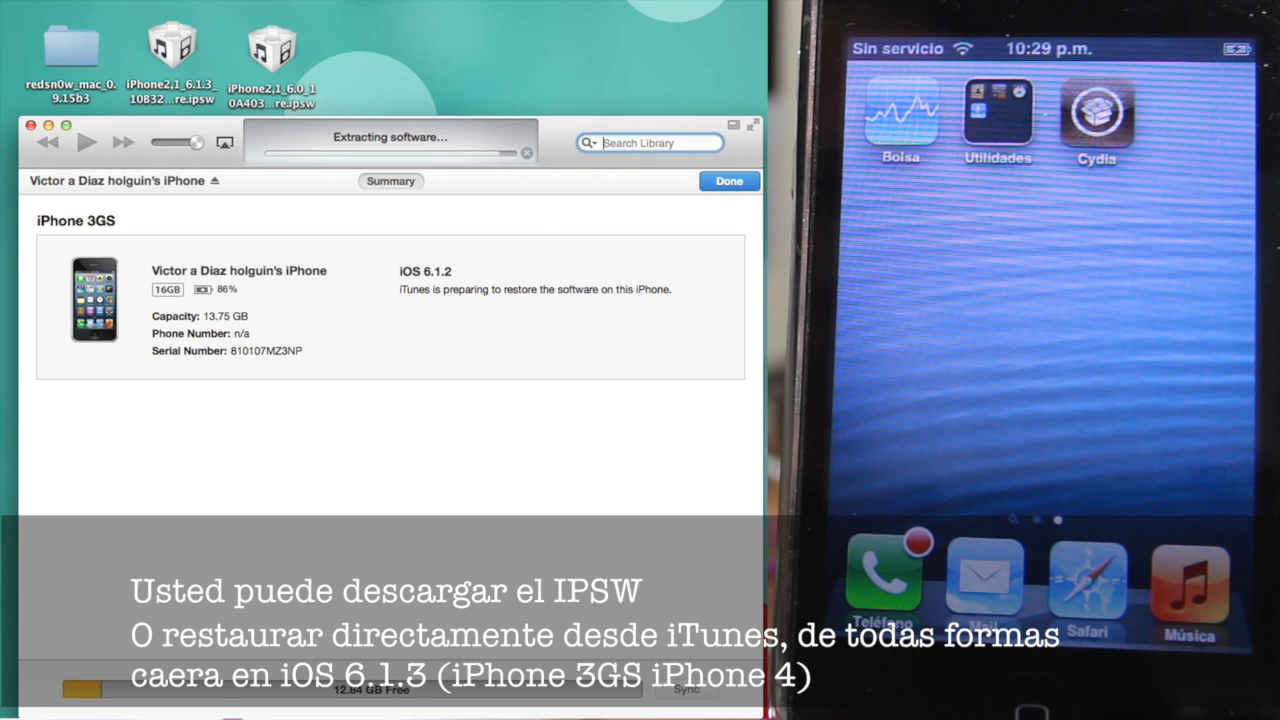 redsn0w_mac_0.
9.15b3
iPhone2,1_6.1.3_
10B32...re.ipsw
iPhone2,1_6.0_1
0A403...re.ipsw
Extracting software...
Search Library
Victor a Diaz holguin's iPhone
Summary
Done
iPhone 3GS
Victor a Diaz holguin's iPhone
16GB
86%
Capacity: 13.75 GB
Phone Number: n/a
Serial Number: 810107MZ3NP
iOS 6.1.2
iTunes is preparing to restore the software on this iPhone.
12.84 GB Free
Sync
Sin servicio
10:29 p.m.
Bolsa
Utilidades
Cydia
Teléfono
Mail
Safari
Música
Usted puede descargar el IPSW
O restaurar directamente desde iTunes, de todas formas
caera en iOS 6.1.3 (iPhone 3GS iPhone 4)